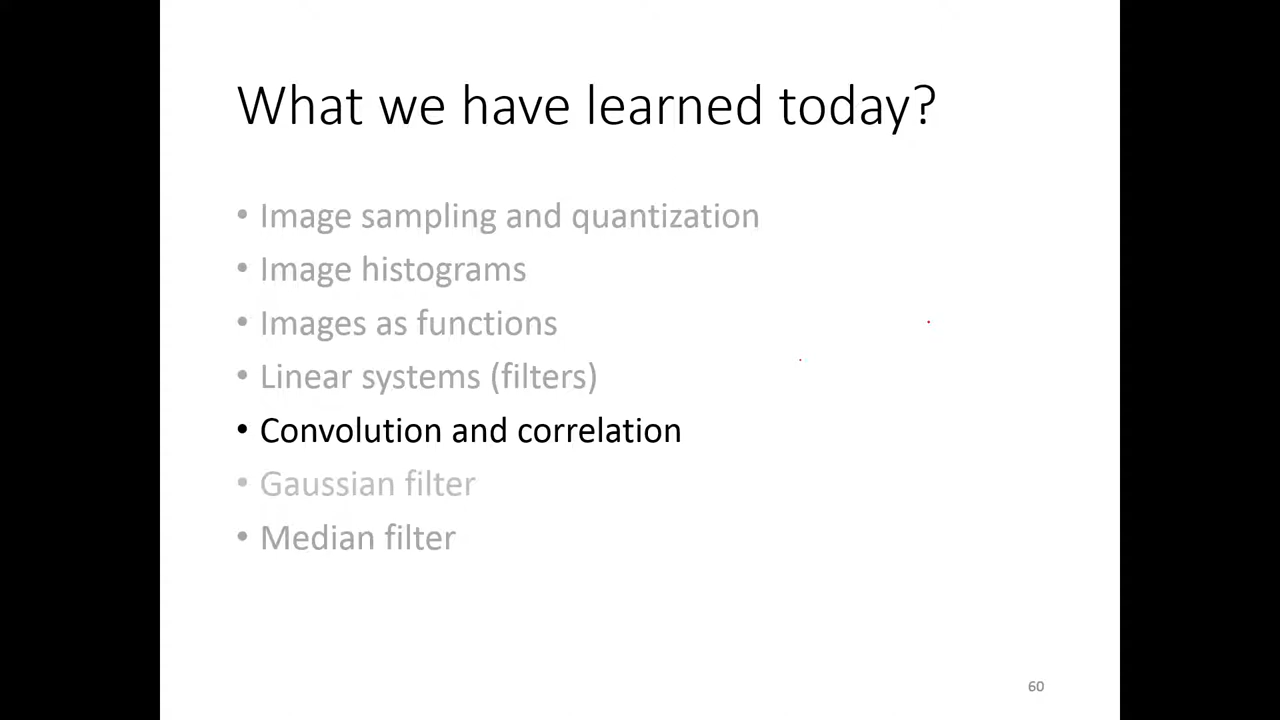 What we have learned today?
• Image sampling and quantization
• Image histograms
• Images as functions
• Linear systems (filters)
• Convolution and correlation
• Gaussian filter
• Median filter
60